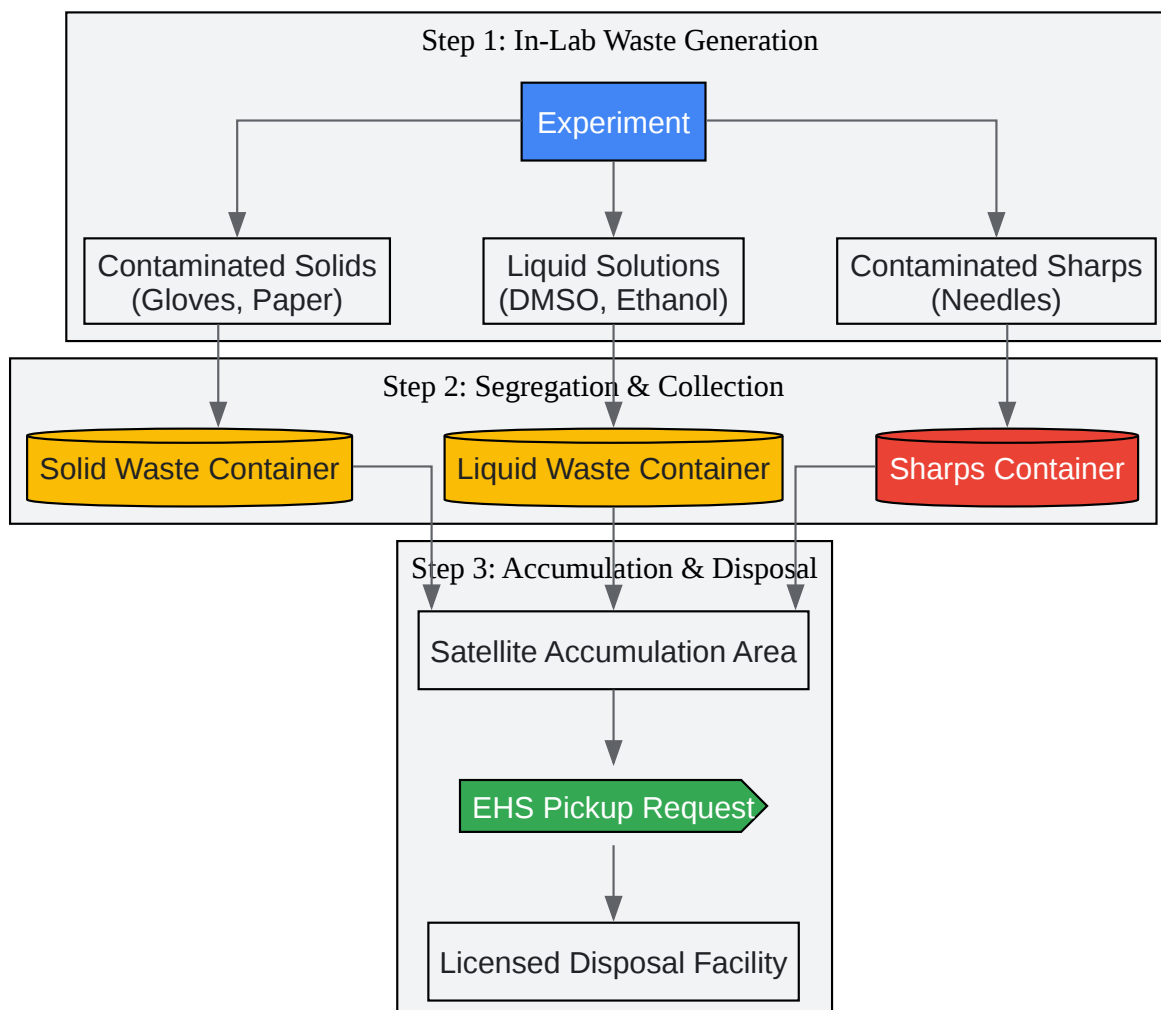 Step 1: In-Lab Waste Generation
Experiment
Contaminated Solids
(Gloves, Paper)
Liquid Solutions
(DMSO, Ethanol)
Contaminated Sharps
(Needles)
Step 2: Segregation & Collection
Solid Waste Container
Liquid Waste Container
Sharps Container
Step 3: Accumulation & Disposal
Satellite Accumulation Area
EHS Pickup Request
Licensed Disposal Facility